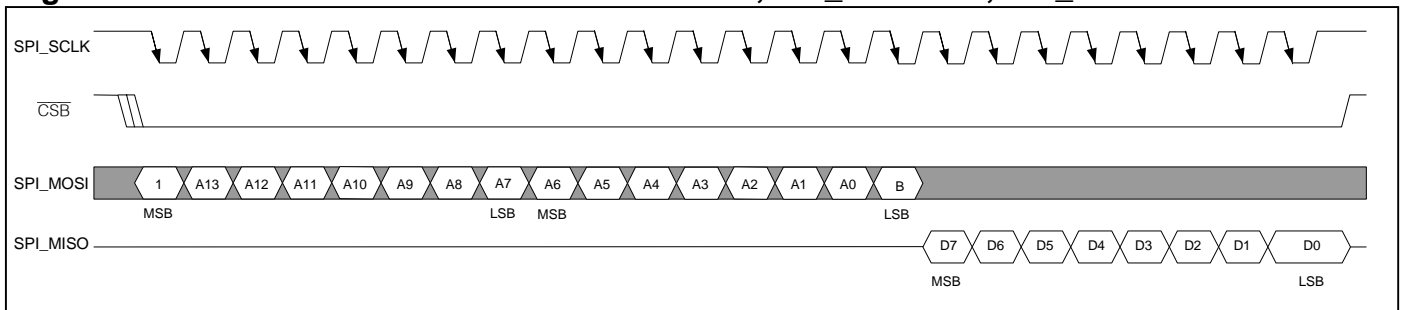 SPI_SCLK
CSB
SPI_MOSI 1 A13 A12 A11 A10 A9 A8 A7 A6 A5 A4 A3 A2 A1 A0 B
MSB LSB MSB LSB
SPI_MISO D7 D6 D5 D4 D3 D2 D1 D0
MSB LSB